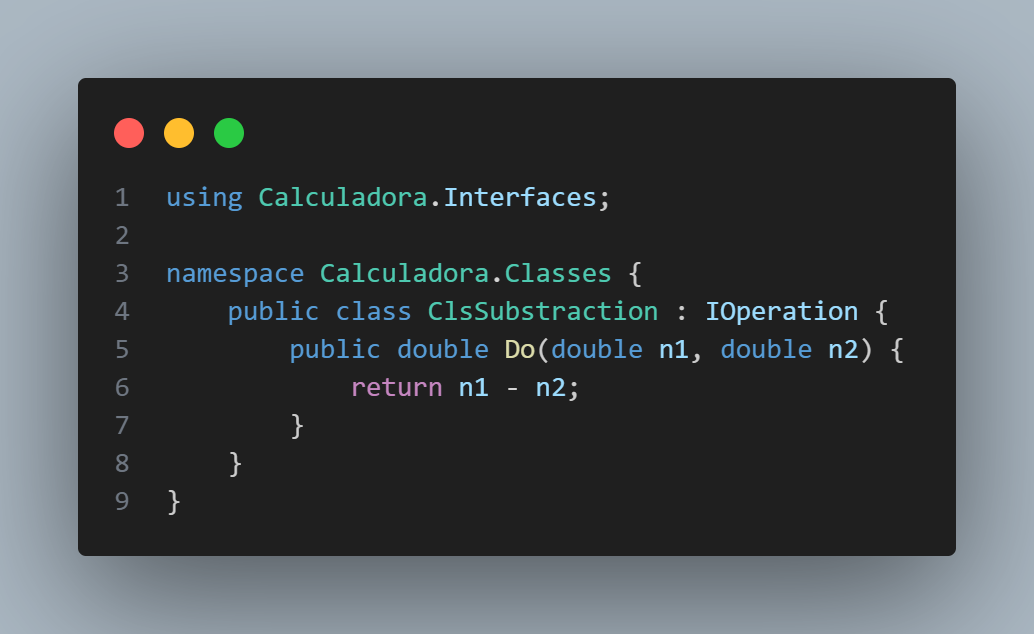 1 using Calculadora.Interfaces;
2
3 namespace Calculadora.Classes {
4     public class ClsSubstraction : IOperation {
5         public double Do(double n1, double n2) {
6             return n1 - n2;
7         }
8     }
9 }